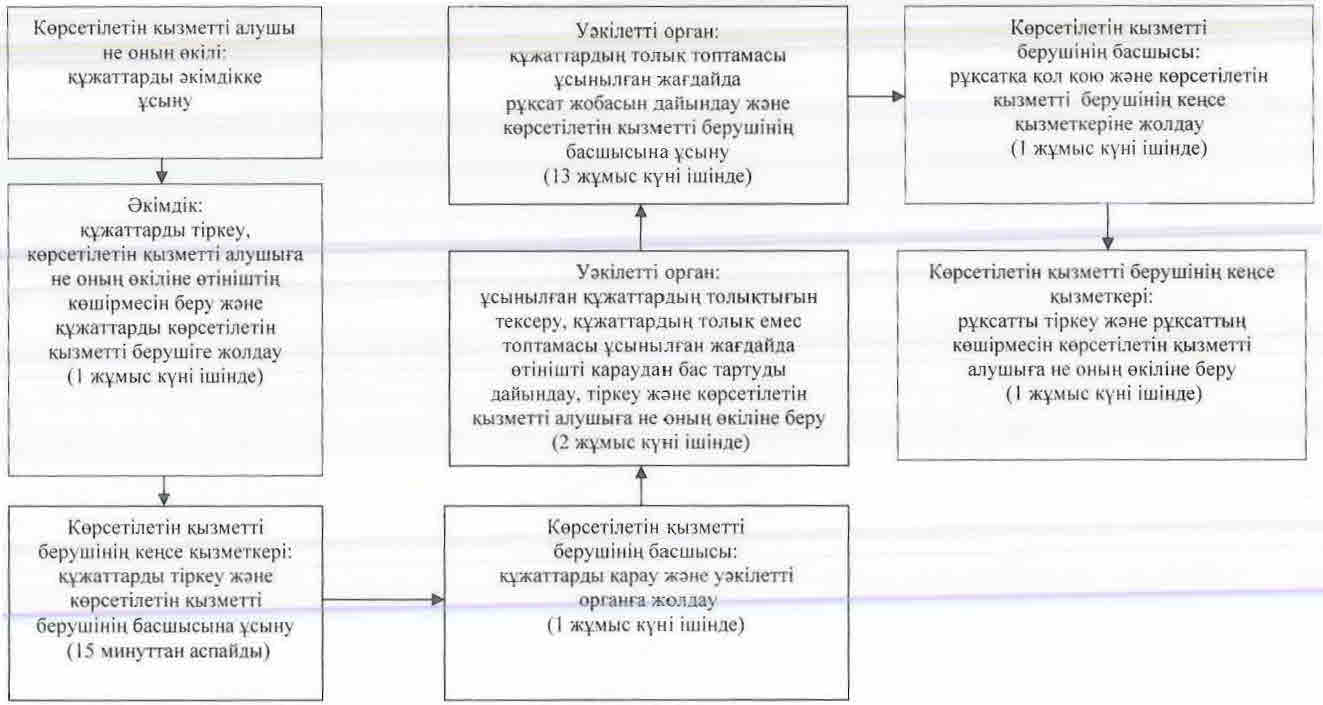 Көрсетілетін қызметті алушы
не оның өкілі:
құжаттарды әкімдікке
ұсыну
Әкімдік:
құжаттарды тіркеу,
көрсетілетін қызметті алушыға
не оның өкіліне өтініштің
көшірмесін беру және
құжаттарды көрсетілетін
қызметті берушіге жолдау
(1 жұмыс күні ішінде)
Көрсетілетін қызметті
берушінің кеңсе қызметкері:
құжаттарды тіркеу және
көрсетілетін қызметті
берушінің басшысына ұсыну
(15 минуттан аспайды)
Көрсетілетін қызметті
берушінің басшысы:
құжаттарды қарау және уәкілетті
органға жолдау
(1 жұмыс күні ішінде)
Уәкілетті орган:
ұсынылған құжаттардың толықтығын
тексеру, құжаттардың толық емес
топтамасы ұсынылған жағдайда
өтінішті қараудан бас тартуды
дайындау, тіркеу және көрсетілетін
қызметті алушыға не оның өкіліне беру
(2 жұмыс күні ішінде)
Уәкілетті орган:
құжаттардың толық топтамасы
ұсынылған жағдайда
рұқсат жобасын дайындау және
көрсетілетін қызметті берушінің
басшысына ұсыну
(13 жұмыс күні ішінде)
Көрсетілетін қызметті
берушінің басшысы:
рұқсатқа қол қою және көрсетілетін
қызметті берушінің кеңсе
қызметкеріне жолдау
(1 жұмыс күні ішінде)
Көрсетілетін қызметті берушінің кеңсе
қызметкері:
рұқсатты тіркеу және рұқсаттың
көшірмесін көрсетілетін қызметті
алушыға не оның өкіліне беру
(1 жұмыс күні ішінде)